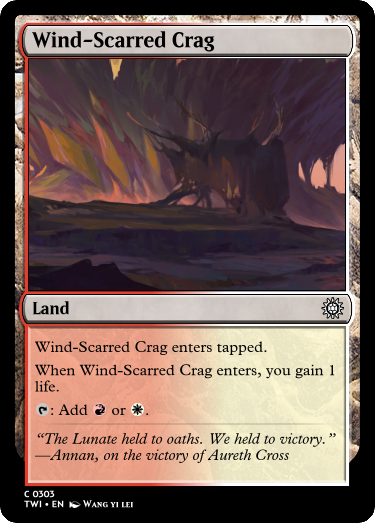 Wind-Scarred Crag
Land
Wind-Scarred Crag enters tapped.
When Wind-Scarred Crag enters, you gain 1
life.
: Add or .
“The Lunate held to oaths. We held to victory.”
—Annan, on the victory of Aureth Cross
C 0303
TWI • EN Wang Yi Lei